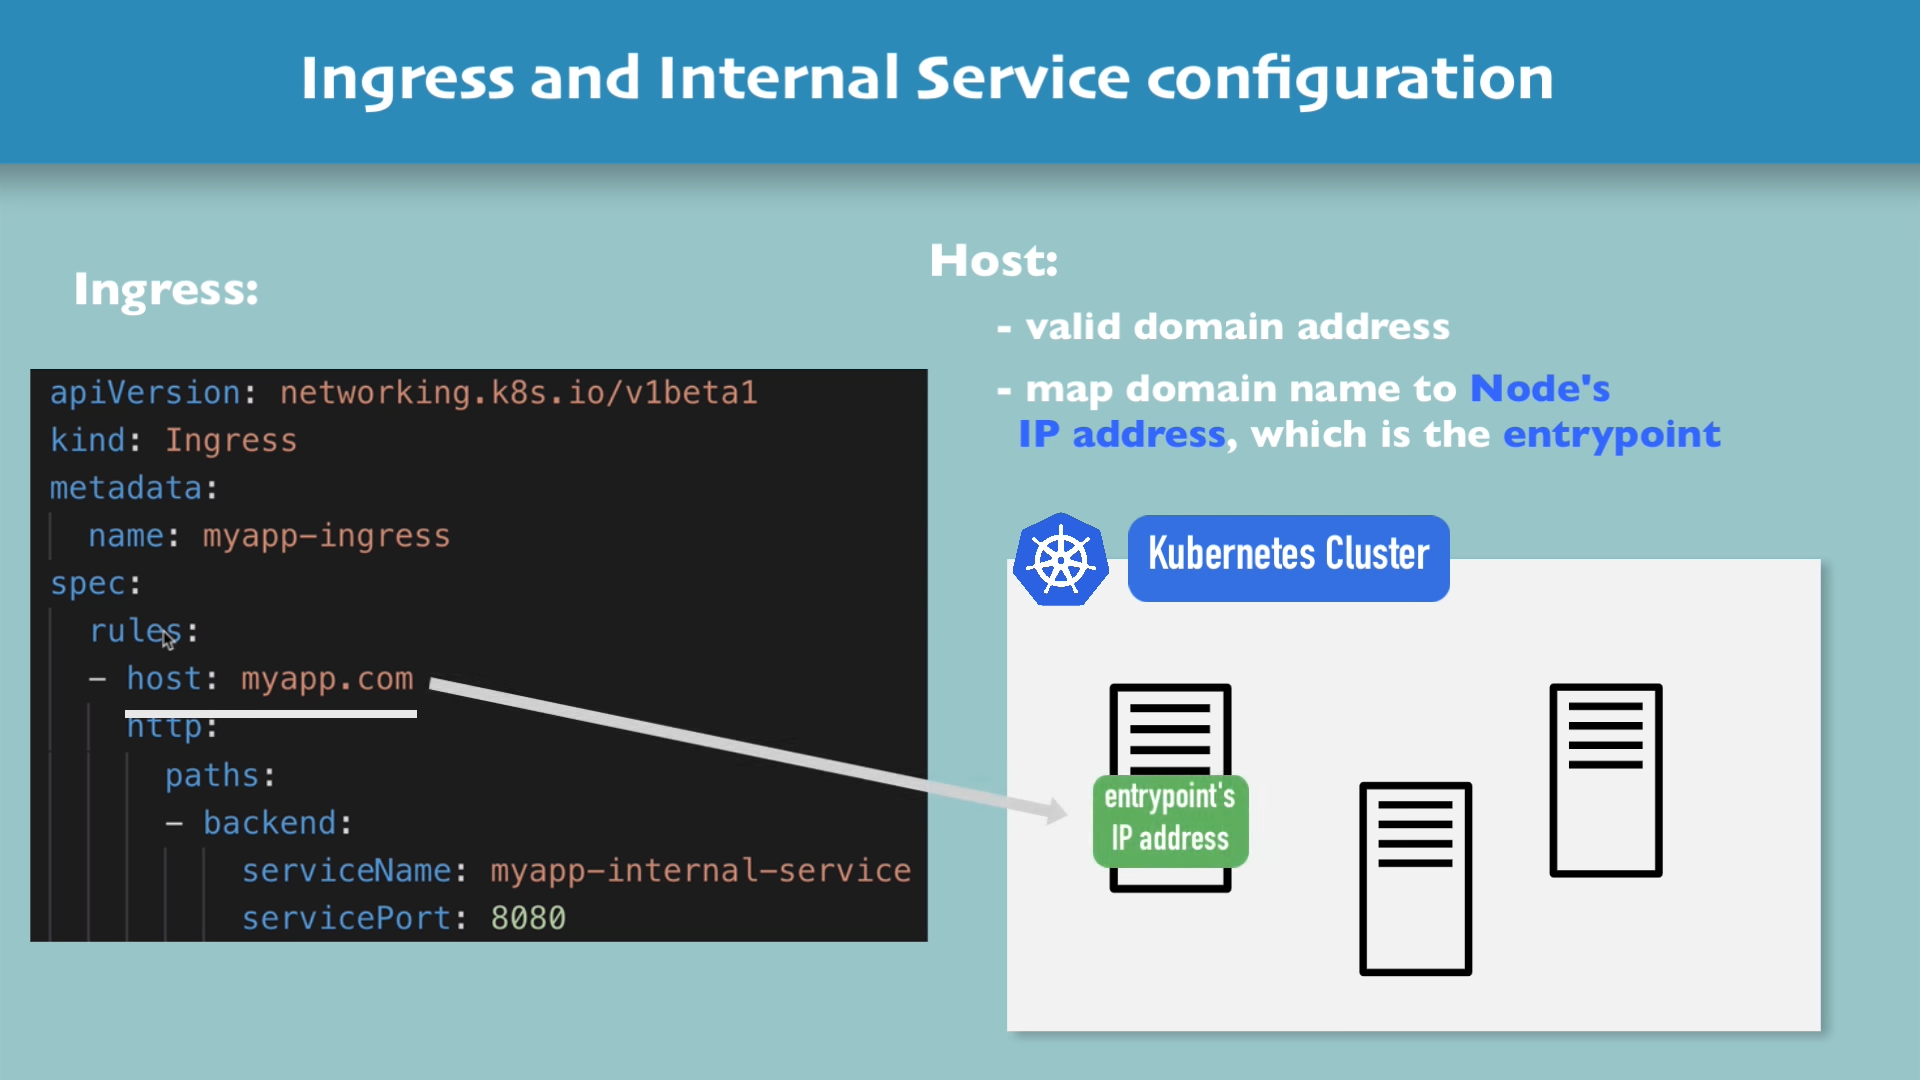 Ingress and Internal Service configuration
Ingress:
apiVersion: networking.k8s.io/v1beta1
kind: Ingress
metadata:
name: myapp-ingress
spec:
rules:
- host: myapp.com
http:
paths:
- backend:
serviceName: myapp-internal-service
servicePort: 8080
Host:
- valid domain address
- map domain name to Node's
IP address, which is the entrypoint
Kubernetes Cluster
entrypoint's
IP address